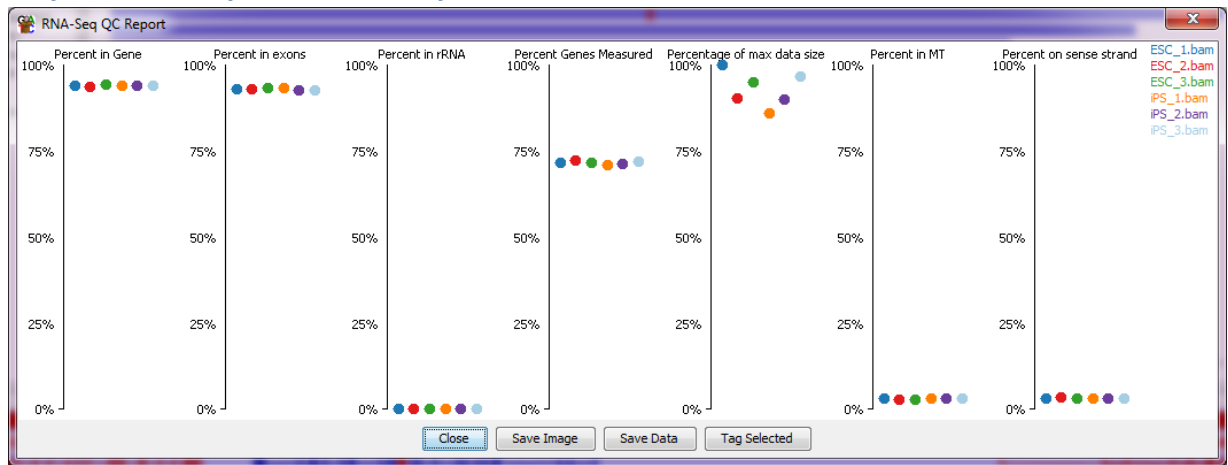 RNA-Seq QC Report
Percent in Gene
100%
75%
50%
25%
0%
Percent in exons
100%
75%
50%
25%
0%
Percent in rRNA
100%
75%
50%
25%
0%
Percent Genes Measured
100%
75%
50%
25%
0%
Percentage of max data size
100%
75%
50%
25%
0%
Percent in MT
100%
75%
50%
25%
0%
Percent on sense strand
100%
75%
50%
25%
0%
ESC_1.bam
ESC_2.bam
ESC_3.bam
iPS_1.bam
iPS_2.bam
iPS_3.bam
Close
Save Image
Save Data
Tag Selected